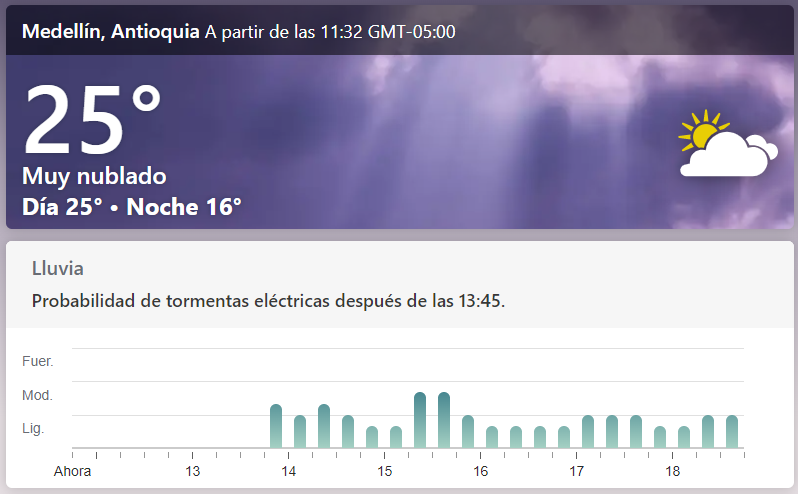 Medellín, Antioquia A partir de las 11:32 GMT-05:00
25°
Muy nublado
Día 25° • Noche 16°
Lluvia
Probabilidad de tormentas eléctricas después de las 13:45.
Fuer.
Mod.
Lig.
Ahora 13 14 15 16 17 18